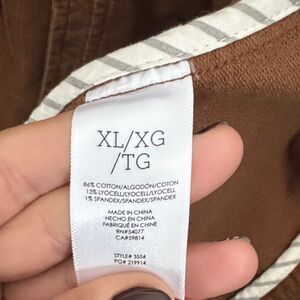 XL/XG
/TG
86% COTTON/ALGODÓN/COTON
13% LYOCELL/LYOCELL/LYOCELL
1% SPANDEX/SPANDEX/SPANDEX
MADE IN CHINA
HECHO EN CHINA
FABRIQUÉ EN CHINE
RN#54077
CA#59814
STYLE# 3554
PO# 219914